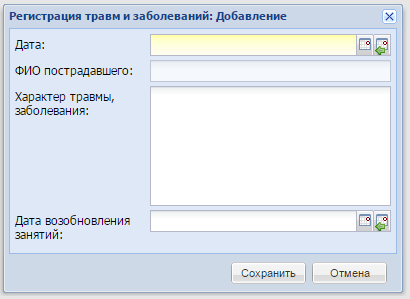 Регистрация травм и заболеваний: Добавление
Дата:
ФИО пострадавшего:
Характер травмы,
заболевания:
Дата возобновления
занятий:
Сохранить
Отмена